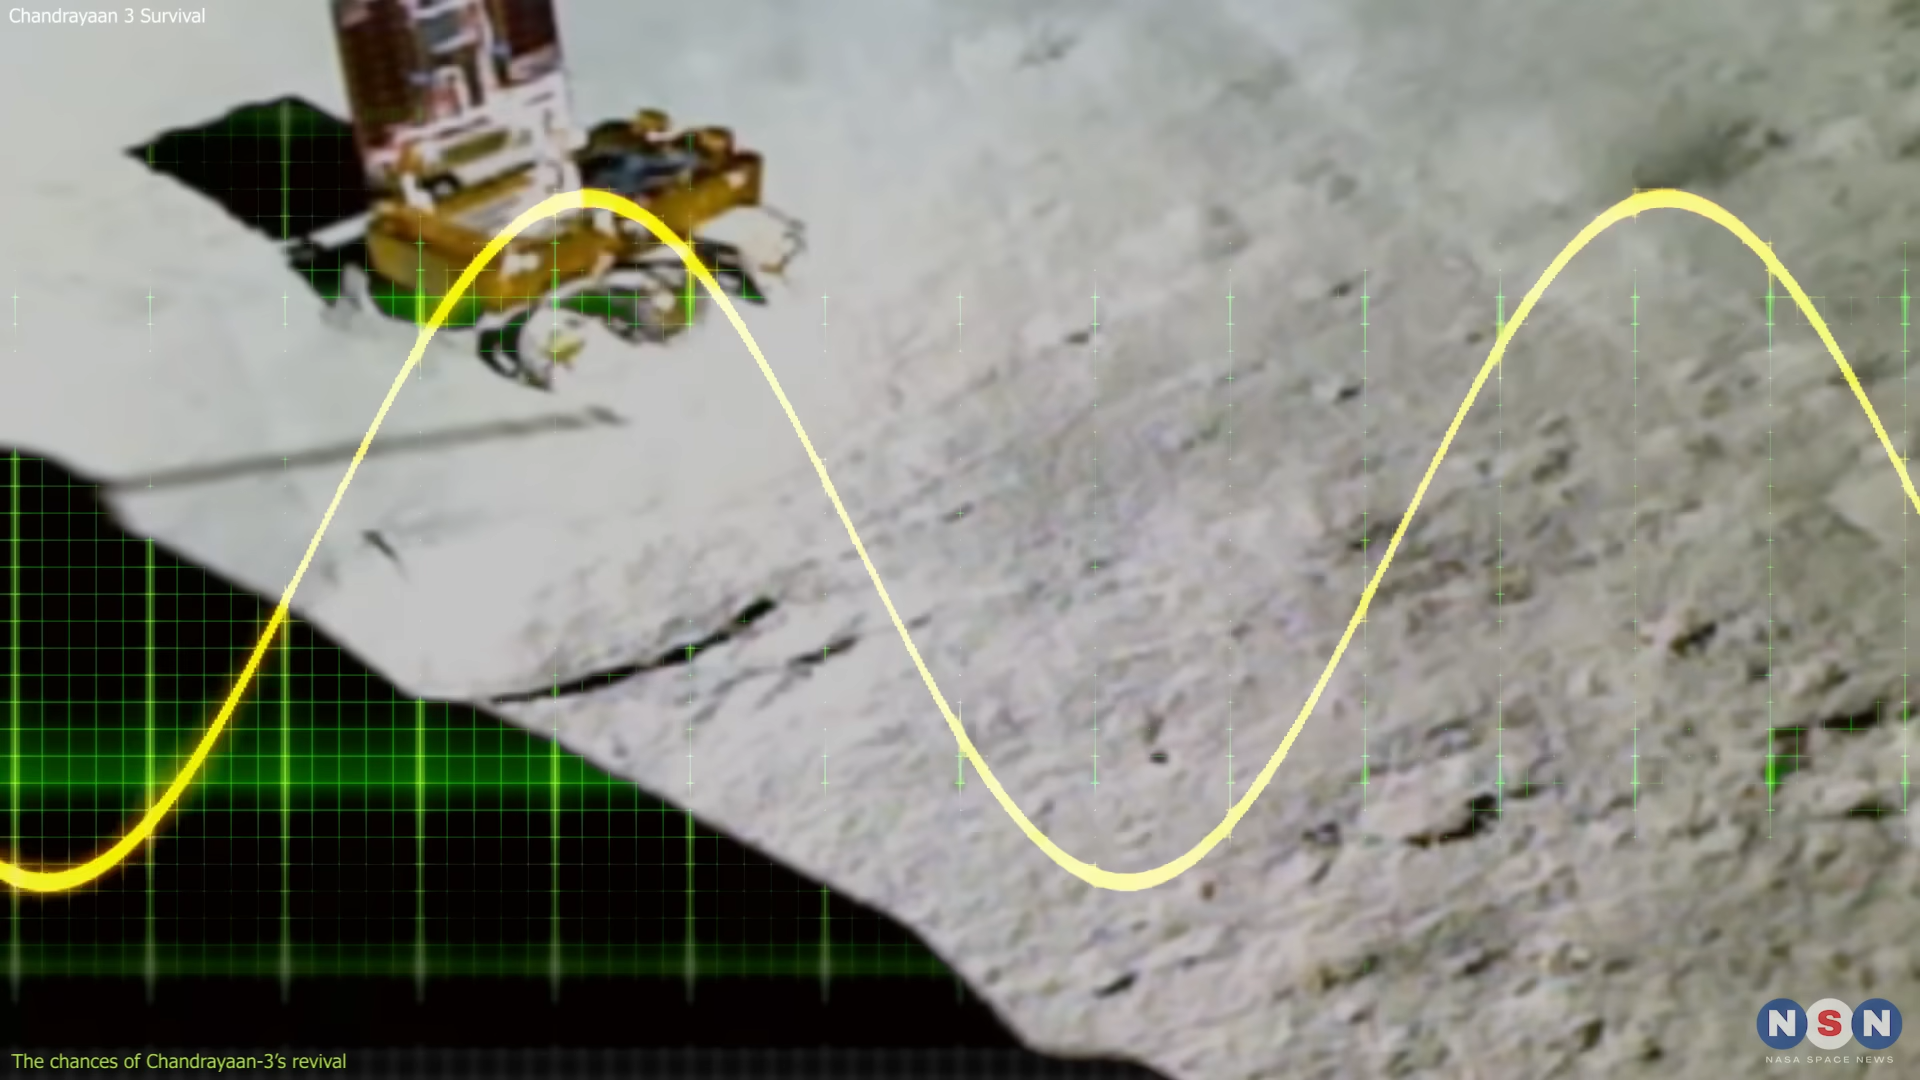 Chandrayaan 3 Survival
NSN
NASA SPACE NEWS
The chances of Chandrayaan-3’s revival